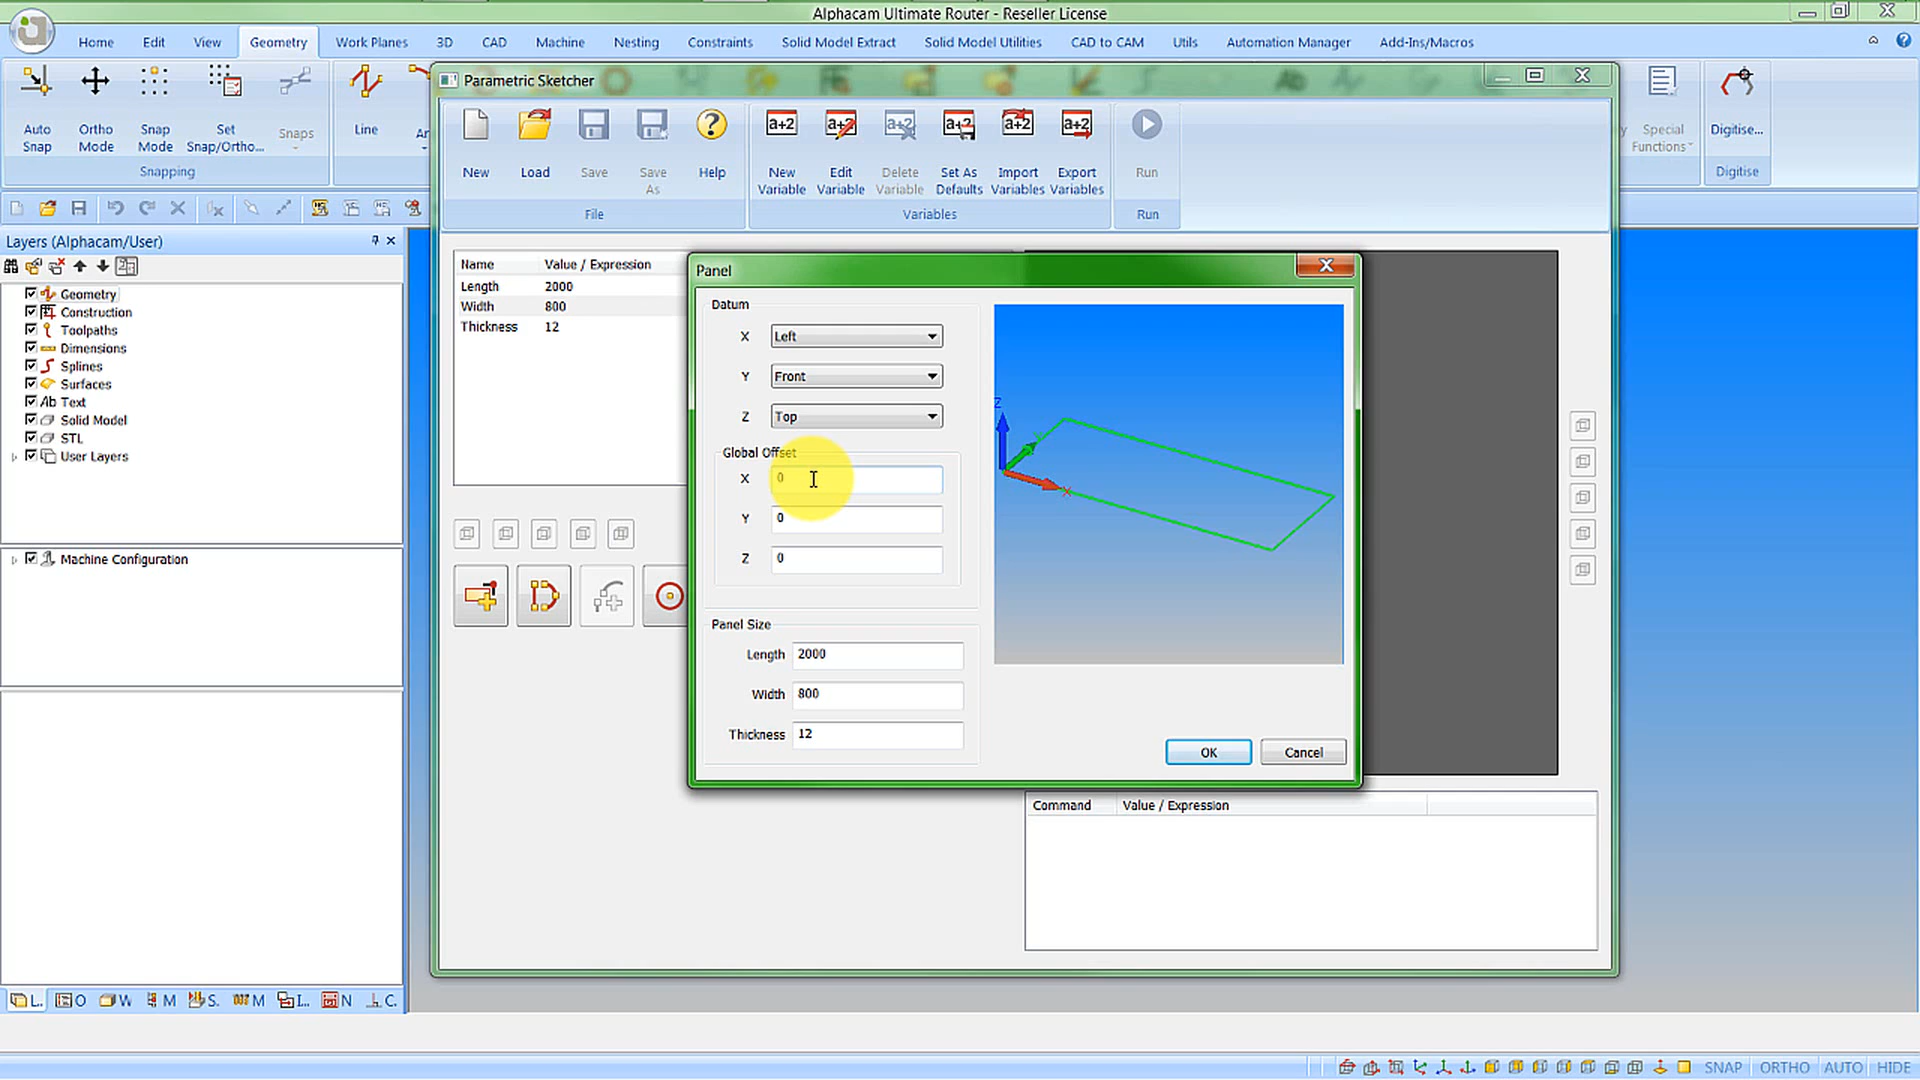 Alphacam Ultimate Router - Reseller License
Home Edit View Geometry Work Planes 3D CAD Machine Nesting Constraints Solid Model Extract Solid Model Utilities CAD to CAM Utils Automation Manager Add-Ins/Macros
Auto Snap
Ortho Mode
Snap Mode
Set Snap/Ortho...
Snaps
Line
Snapping
Special Functions
Digitise...
Digitise
Parametric Sketcher
New Load Save Save As Help
File
a+2 a+2 a+2 a+2 a+2 a+2
New Variable
Edit Variable
Delete Variable
Set As Defaults
Import Variables
Export Variables
Variables
Run
Run
Layers (Alphacam/User)
Geometry
Construction
Toolpaths
Dimensions
Splines
Surfaces
Ab Text
Solid Model
STL
User Layers
Machine Configuration
L.. O W M S.. M I... N C..
Name Value / Expression
Length 2000
Width 800
Thickness 12
Panel
Datum
X Left
Y Front
Z Top
Global Offset
X 0
Y 0
Z 0
Panel Size
Length 2000
Width 800
Thickness 12
Z
X
OK Cancel
Command Value / Expression
SNAP ORTHO AUTO HIDE